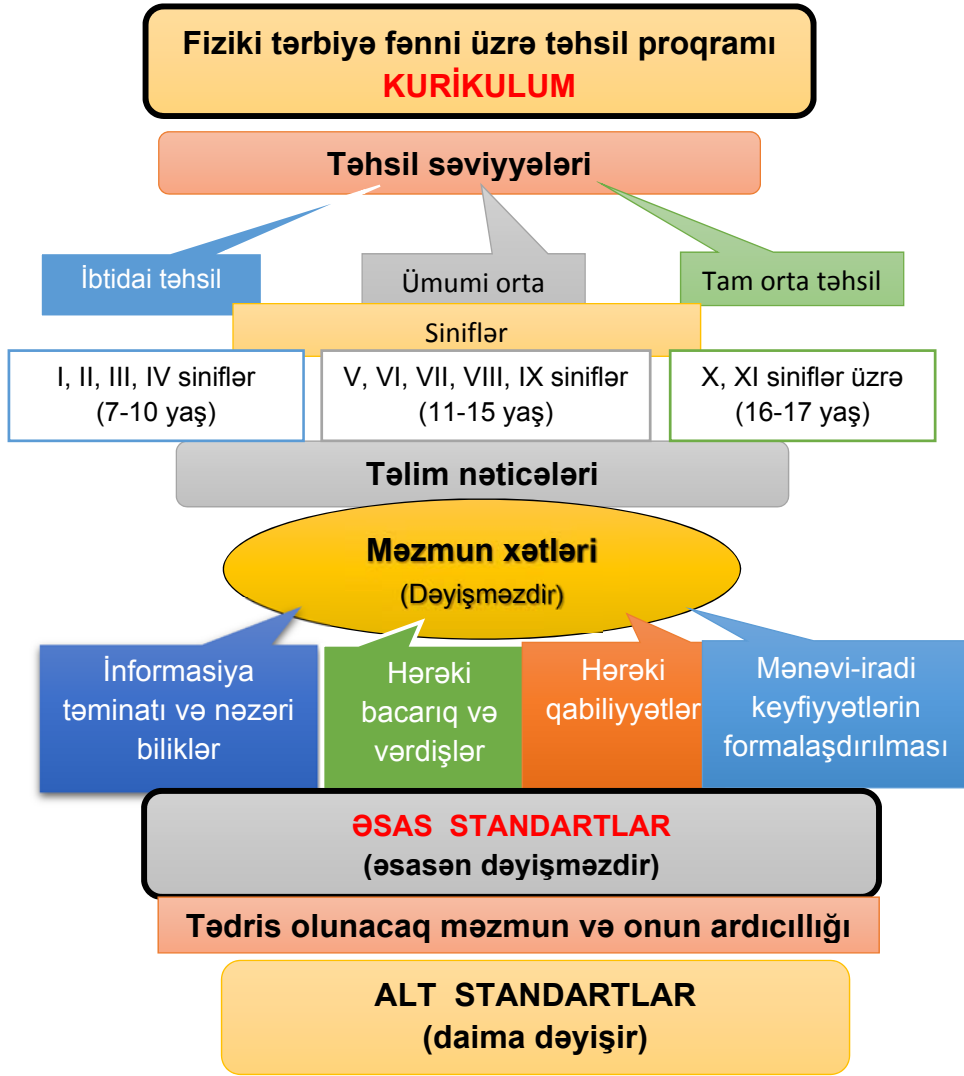 Fiziki tərbiyə fənni üzrə təhsil proqramı
KURİKULUM
Təhsil səviyyələri
İbtidai təhsil
Ümumi orta
Tam orta təhsil
Siniflər
I, II, III, IV siniflər
(7-10 yaş)
V, VI, VII, VIII, IX siniflər
(11-15 yaş)
X, XI siniflər üzrə
(16-17 yaş)
Təlim nəticələri
Məzmun xətləri
(Dəyişməzdir)
İnformasiya
təminatı və nəzəri
biliklər
Hərəki
bacarıq və
vərdişlər
Hərəki
qabiliyyətlər
Mənəvi-iradi
keyfiyyətlərin
formalaşdırılması
ƏSAS STANDARTLAR
(əsasən dəyişməzdir)
Tədris olunacaq məzmun və onun ardıcıllığı
ALT STANDARTLAR
(daima dəyişir)